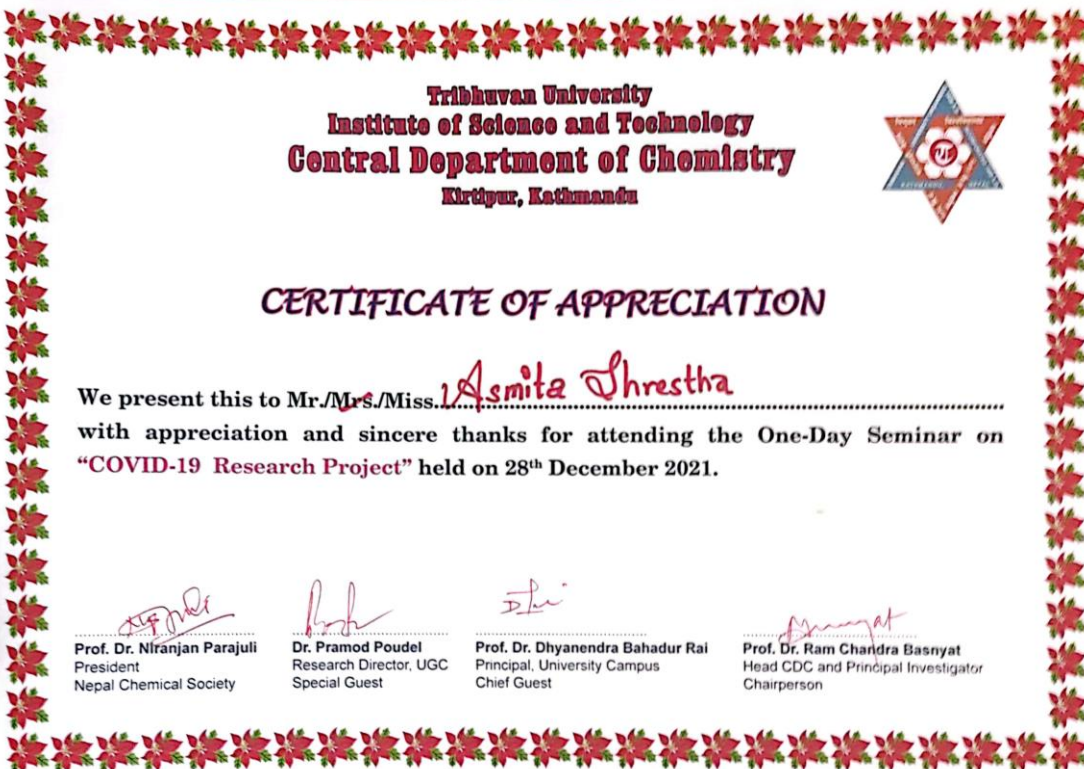 Tribhuvan University
Institute of Science and Technology
Central Department of Chemistry
Kirtipur, Kathmandu
CERTIFICATE OF APPRECIATION
We present this to Mr./Mrs./Miss. Asmita Shrestha
with appreciation and sincere thanks for attending the One-Day Seminar on
“COVID-19 Research Project” held on 28th December 2021.
Prof. Dr. Niranjan Parajuli
President
Nepal Chemical Society
Dr. Pramod Poudel
Research Director, UGC
Special Guest
Prof. Dr. Dhyanendra Bahadur Rai
Principal, University Campus
Chief Guest
Prof. Dr. Ram Chandra Basnyat
Head CDC and Principal Investigator
Chairperson